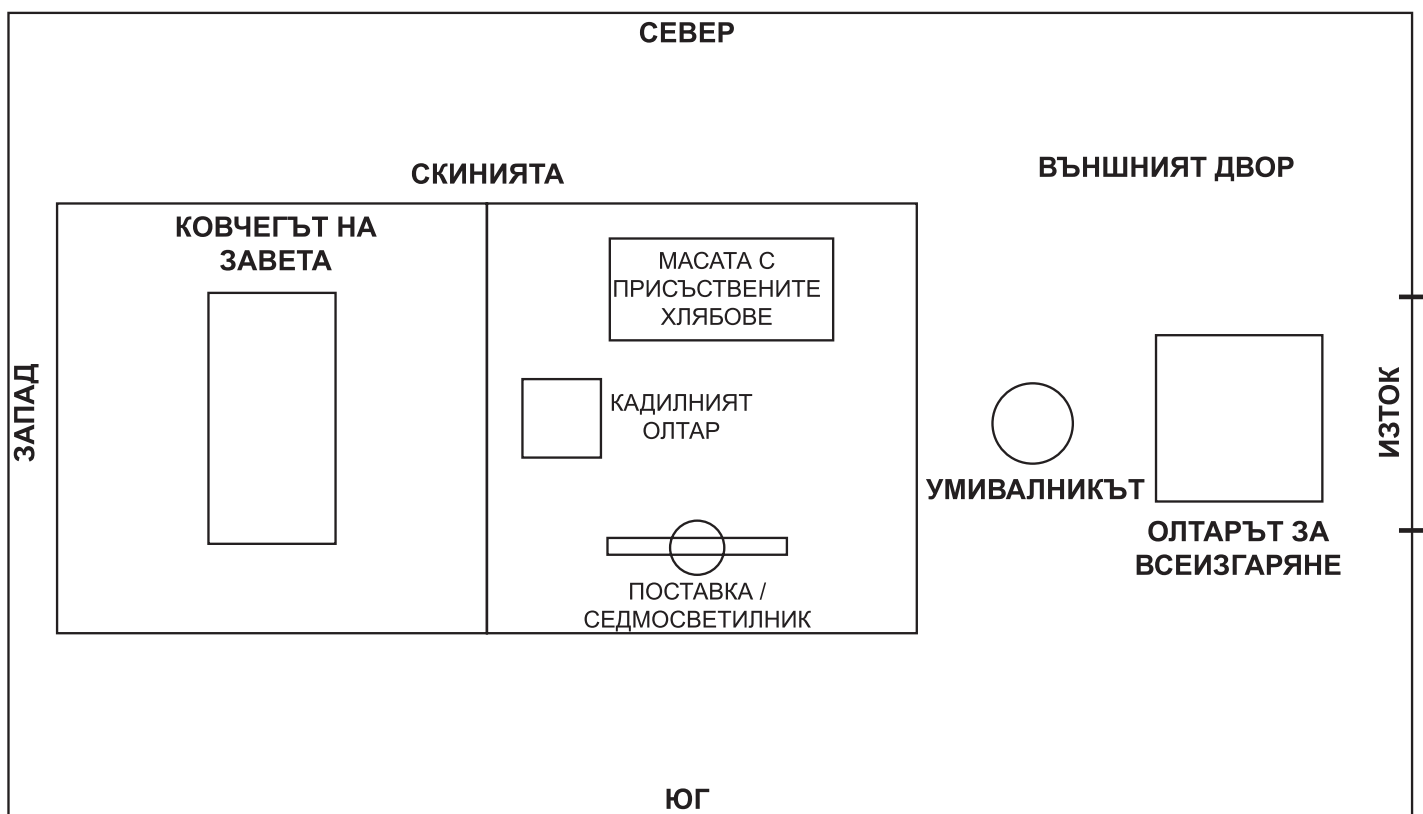 СЕВЕР
СКИНИЯТА
ВЪНШНИЯТ ДВОР
КОВЧЕГЪТ НА
ЗАВЕТА
МАСАТА С
ПРИСЪСТВЕНИТЕ
ХЛЯБОВЕ
ЗАПАД
КАДИЛНИЯТ
ОЛТАР
ИЗТОК
УМИВАЛНИКЪТ
ОЛТАРЪТ ЗА
ВСЕИЗГАРЯНЕ
ПОСТАВКА /
СЕДМОСВЕТИЛНИК
ЮГ